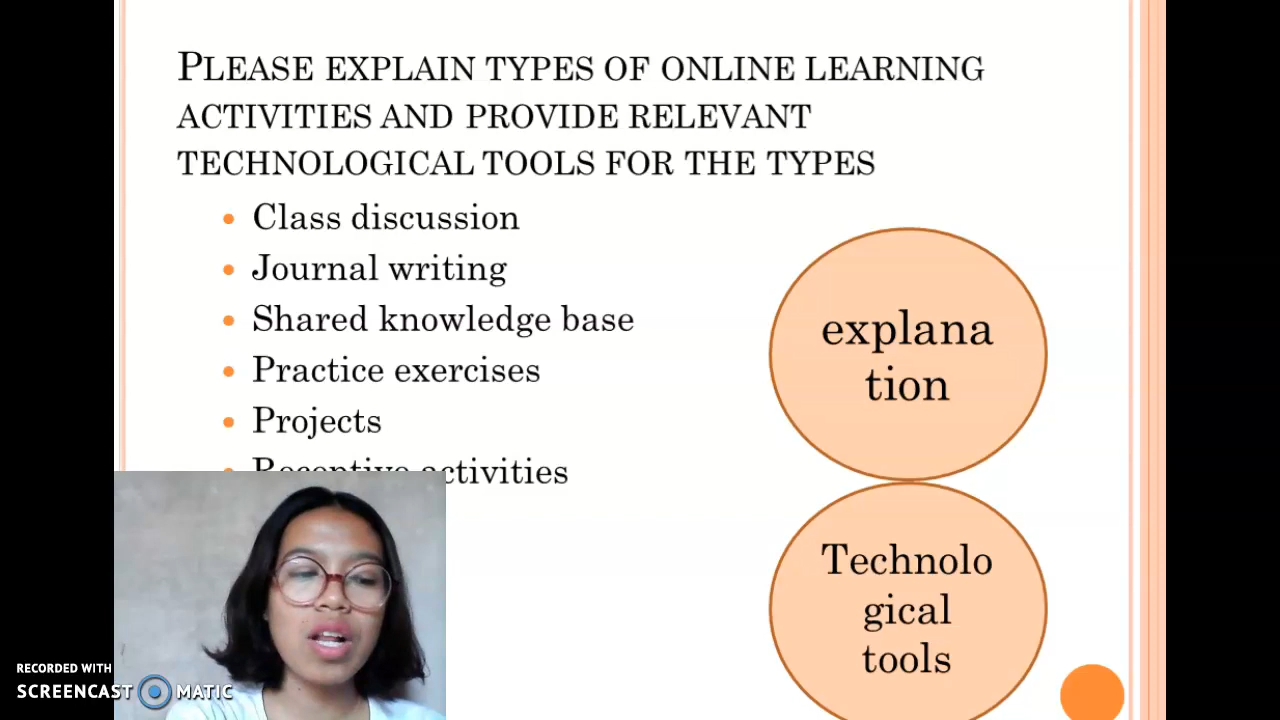 PLEASE EXPLAIN TYPES OF ONLINE LEARNING
ACTIVITIES AND PROVIDE RELEVANT
TECHNOLOGICAL TOOLS FOR THE TYPES
Class discussion
Journal writing
Shared knowledge base
Practice exercises
Projects
Receptive activities
explana
tion
Technolo
gical
tools
RECORDED WITH
SCREENCAST MATIC